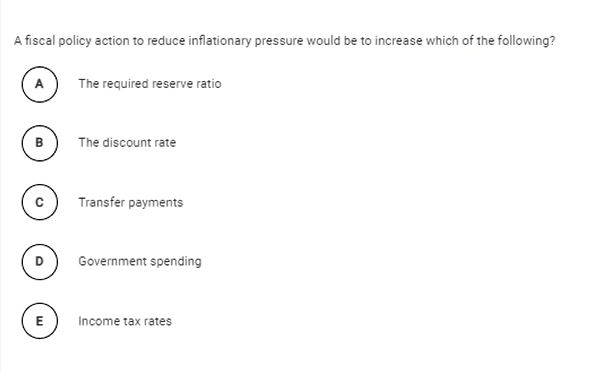 A fiscal policy action to reduce inflationary pressure would be to increase which of the following?
A The required reserve ratio
B The discount rate
C Transfer payments
D Government spending
E Income tax rates